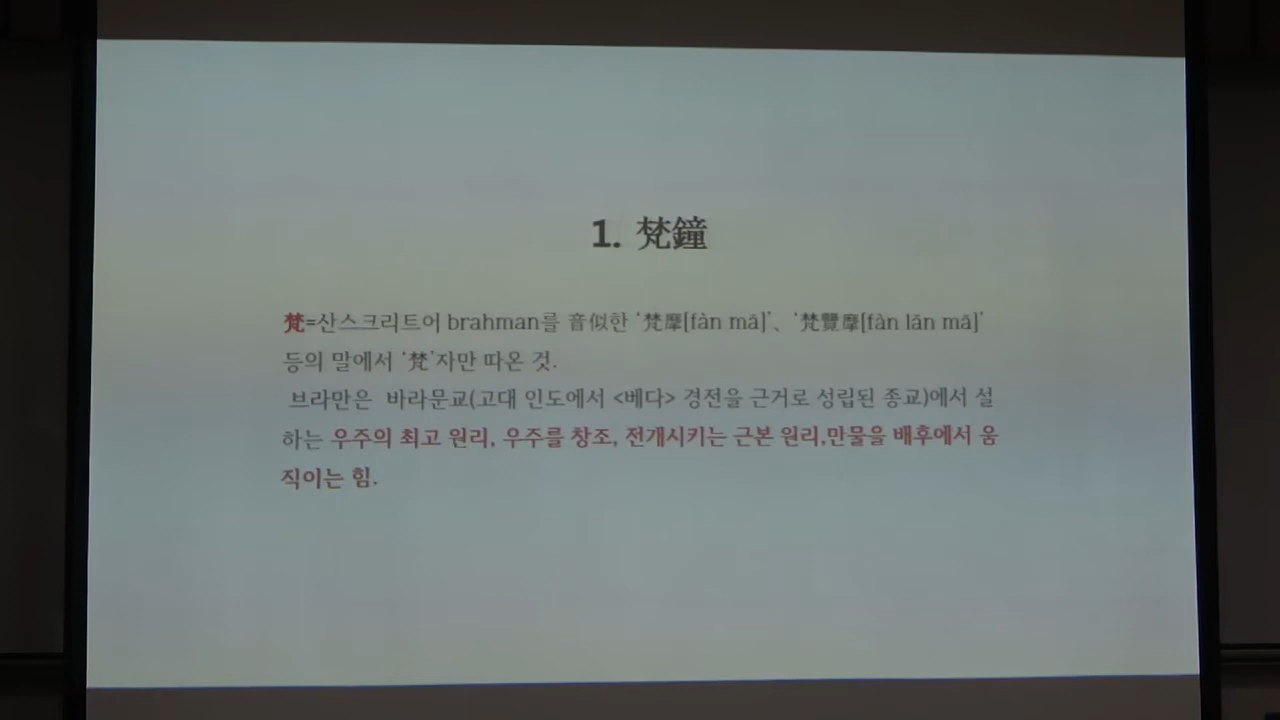 1. 梵鐘
梵=산스크리트어 brahman를 音似한 ‘梵摩[fàn mā]’、‘梵覽摩[fàn lǎn mā]’
등의 말에서 ‘梵’자만 따온 것.
브라만은 바라문교(고대 인도에서 <베다> 경전을 근거로 성립된 종교)에서 설
하는 우주의 최고 원리, 우주를 창조, 전개시키는 근본 원리,만물을 배후에서 움
직이는 힘.